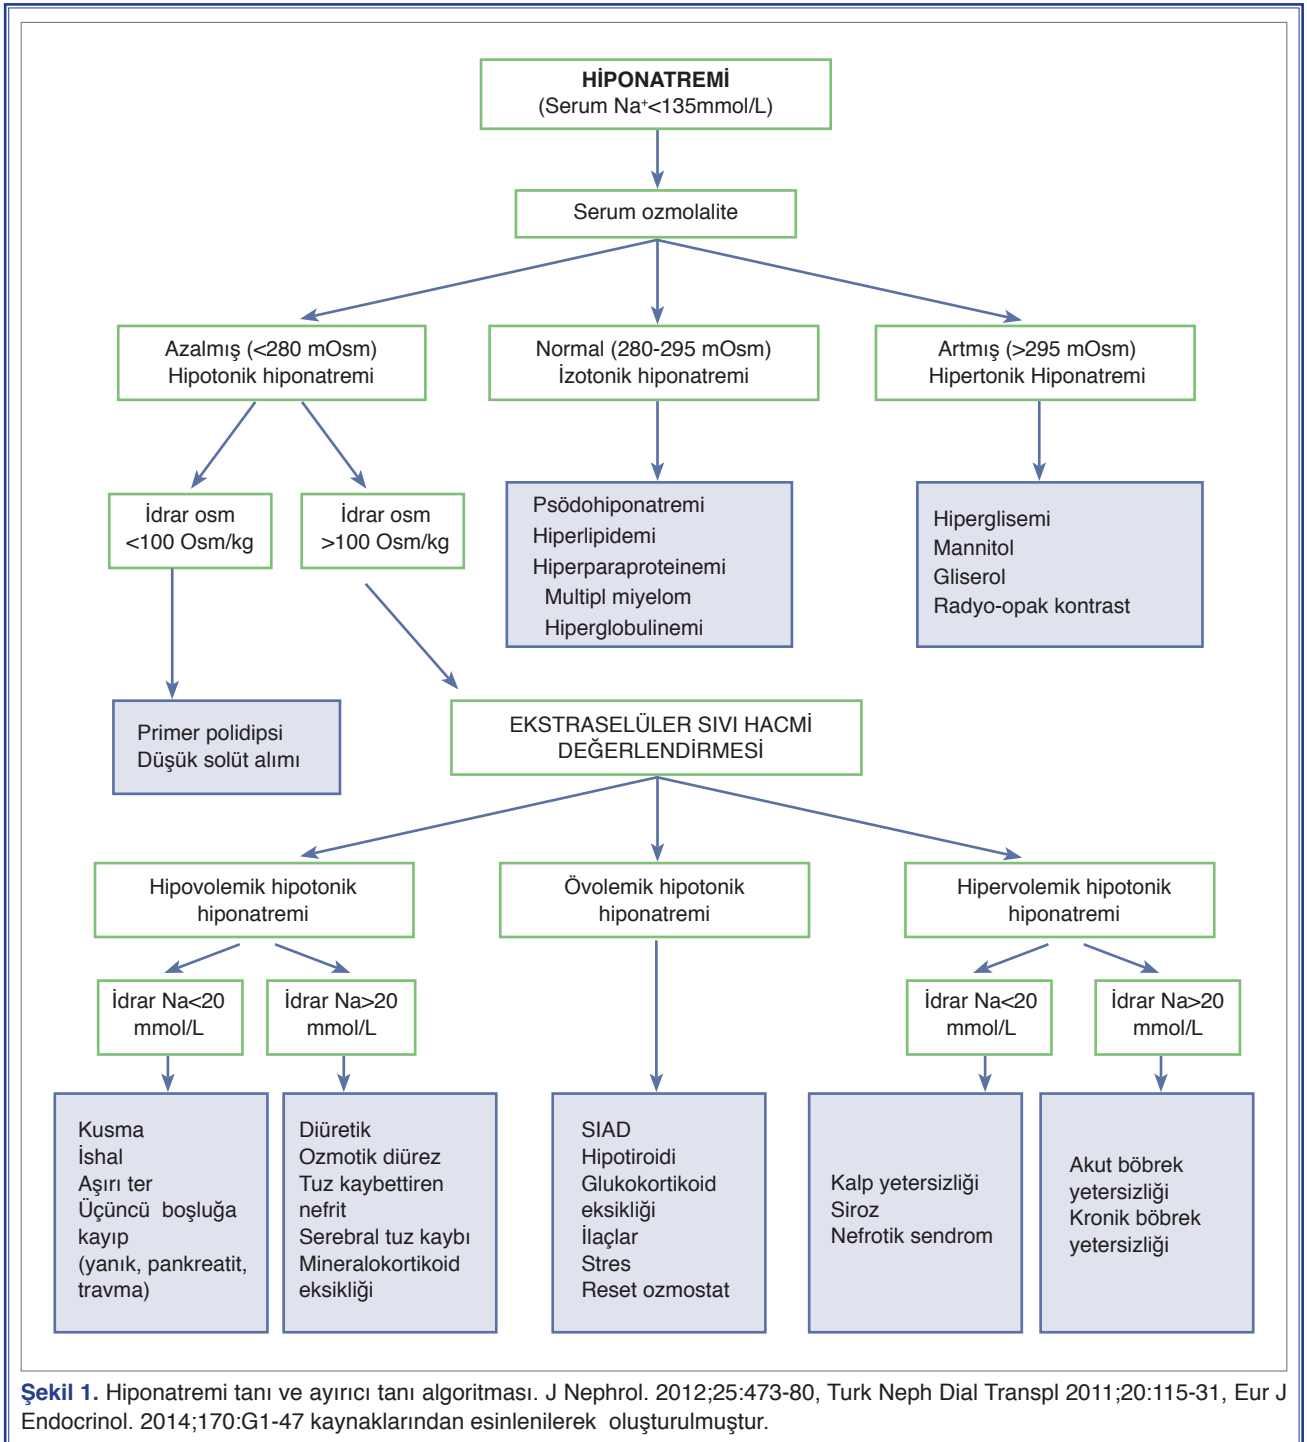 HİPONATREMİ
(Serum Na+<135mmol/L)
Serum ozmolalite
Azalmış (<280 mOsm)
Hipotonik hiponatremi
Normal (280-295 mOsm)
İzotonik hiponatremi
Artmış (>295 mOsm)
Hipertonik Hiponatremi
İdrar osm
<100 Osm/kg
İdrar osm
>100 Osm/kg
Psödohiponatremi
Hiperlipidemi
Hiperparaproteinemi
Multipl miyelom
Hiperglobulinemi
Hiperglisemi
Mannitol
Gliserol
Radyo-opak kontrast
Primer polidipsi
Düşük solüt alımı
EKSTRASELÜLER SIVI HACMİ
DEĞERLENDİRMESİ
Hipovolemik hipotonik
hiponatremi
Övolemik hipotonik
hiponatremi
Hipervolemik hipotonik
hiponatremi
İdrar Na<20
mmol/L
İdrar Na>20
mmol/L
İdrar Na<20
mmol/L
İdrar Na>20
mmol/L
Kusma
İshal
Aşırı ter
Üçüncü boşluğa
kayıp
(yanık, pankreatit,
travma)
Diüretik
Ozmotik diürez
Tuz kaybettiren
nefrit
Serebral tuz kaybı
Mineralokortikoid
eksikliği
SIAD
Hipotiroidi
Glukokortikoid
eksikliği
İlaçlar
Stres
Reset ozmostat
Kalp yetersizliği
Siroz
Nefrotik sendrom
Akut böbrek
yetersizliği
Kronik böbrek
yetersizliği
Şekil 1. Hiponatremi tanı ve ayırıcı tanı algoritması. J Nephrol. 2012;25:473-80, Turk Neph Dial Transpl 2011;20:115-31, Eur J
Endocrinol. 2014;170:G1-47 kaynaklarından esinlenilerek oluşturulmuştur.